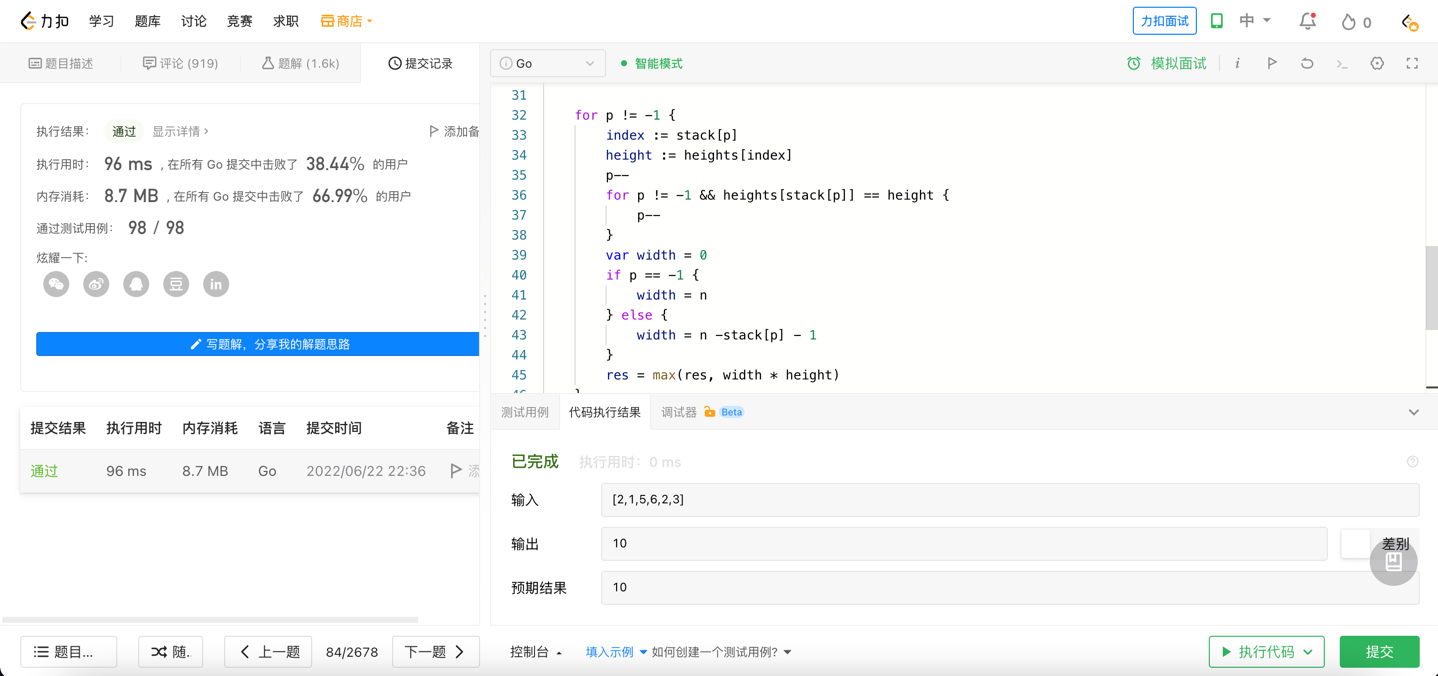 力扣 学习 题库 讨论 竞赛 求职 商店 力扣面试 中 0
题目描述 评论 (919) 题解 (1.6k) 提交记录
执行结果： 通过 显示详情 › 添加备
执行用时： 96 ms , 在所有 Go 提交中击败了 38.44% 的用户
内存消耗： 8.7 MB , 在所有 Go 提交中击败了 66.99% 的用户
通过测试用例： 98 / 98
炫耀一下:
写题解，分享我的解题思路
提交结果 执行用时 内存消耗 语言 提交时间 备注
通过 96 ms 8.7 MB Go 2022/06/22 22:36 添
题目... 随. 上一题 84/2678 下一题
Go 智能模式 模拟面试
31
32 for p != -1 {
33 index := stack[p]
34 height := heights[index]
35 p--
36 for p != -1 && heights[stack[p]] == height {
37 p--
38 }
39 var width = 0
40 if p == -1 {
41 width = n
42 } else {
43 width = n -stack[p] - 1
44 }
45 res = max(res, width * height)
测试用例 代码执行结果 调试器 Beta
已完成 执行用时：0 ms
输入 [2,1,5,6,2,3]
输出 10 差别
预期结果 10
控制台 填入示例 如何创建一个测试用例? 执行代码 提交